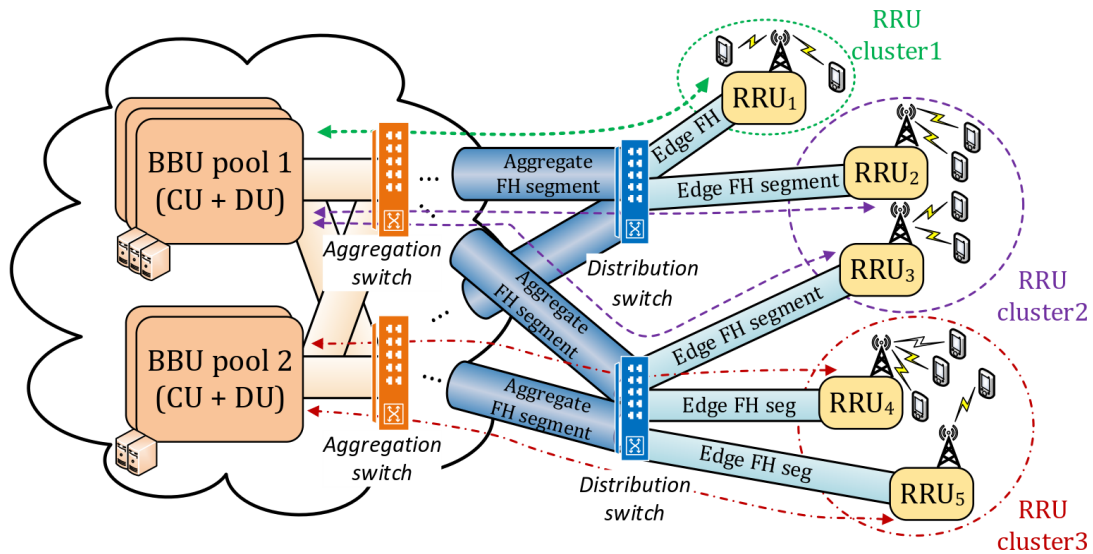 RRU
cluster1
RRU₁
Edge FH
BBU pool 1
(CU + DU)
Aggregate
FH segment
...
...
Edge FH segment
RRU₂
Aggregation
switch
Distribution
switch
Aggregate
FH segment
RRU₃
RRU
cluster2
Edge FH segment
BBU pool 2
(CU + DU)
...
...
Aggregate
FH segment
Edge FH seg
RRU₄
Edge FH seg
Aggregation
switch
Distribution
switch
RRU₅
RRU
cluster3